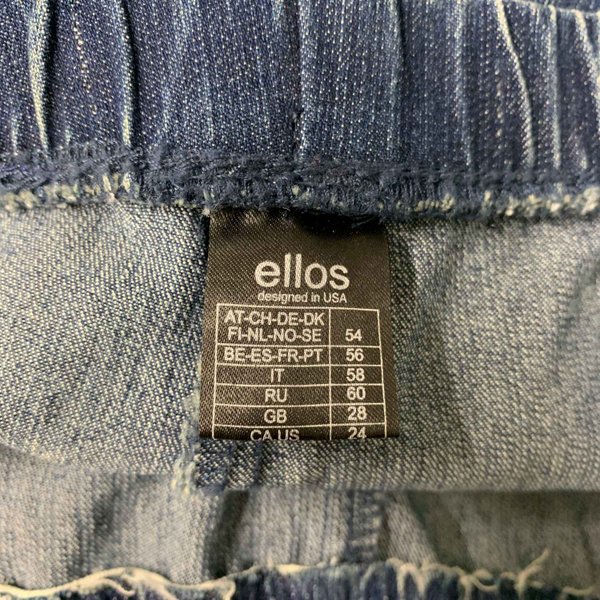 ellos
designed in USA
AT-CH-DE-DK
FI-NL-NO-SE 54
BE-ES-FR-PT 56
IT 58
RU 60
GB 28
CA US 24